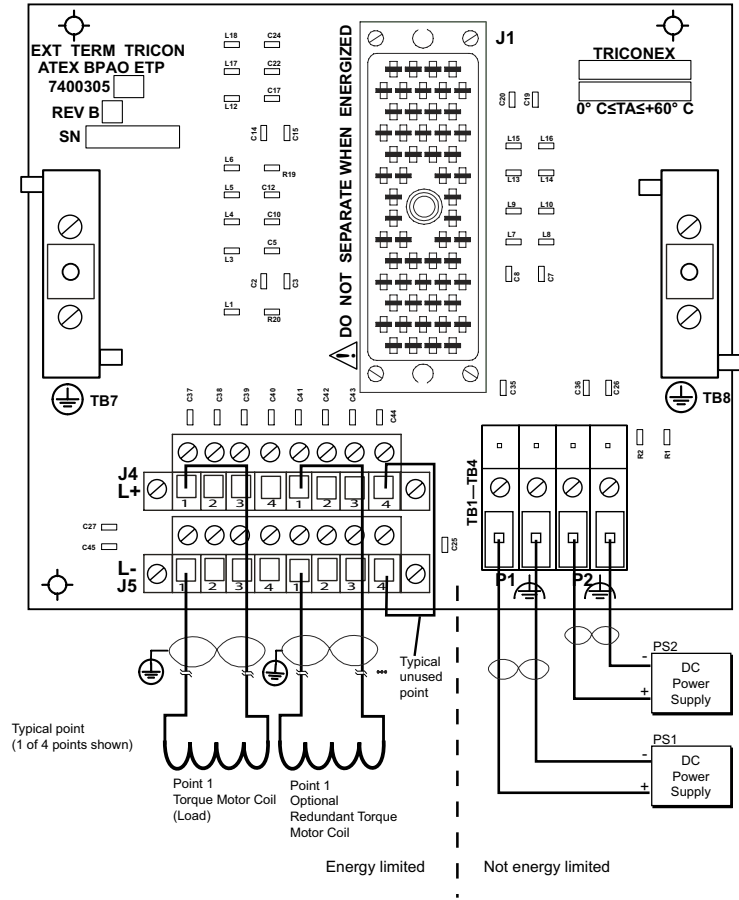 EXT TERM TRICON
ATEX BPAO ETP
7400305
REV B
SN
L18 C24
L17 C22
L12 C17
C14 C15
L6 R19
L5 C12
L4 C10
L3 C5
C2 C3
L1 R20
DO NOT SEPARATE WHEN ENERGIZED
J1
TRICONEX
0° C≤TA≤+60° C
C20 C19
L15 L16
L13 L14
L9 L10
L7 L8
C8 C7
C35 C36 C26
TB7
TB8
C37 C38 C39 C40 C41 C42 C43 C44
R2 R1
J4
L+
1 2 3 4 1 2 3 4
C27
C45
L-
J5
1 2 3 4 1 2 3 4
C25
TB1—TB4
P1 P2
Typical
unused
point
...
PS2
- DC
Power
+ Supply
PS1
- DC
Power
+ Supply
Typical point
(1 of 4 points shown)
Point 1
Torque Motor Coil
(Load)
Point 1
Optional
Redundant Torque
Motor Coil
Energy limited
Not energy limited